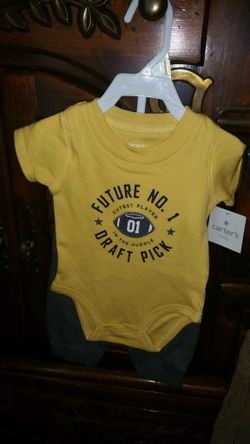 FUTURE NO. 1
CUTEST PLAYER
01
IN THE HUDDLE
DRAFT PICK
carter's